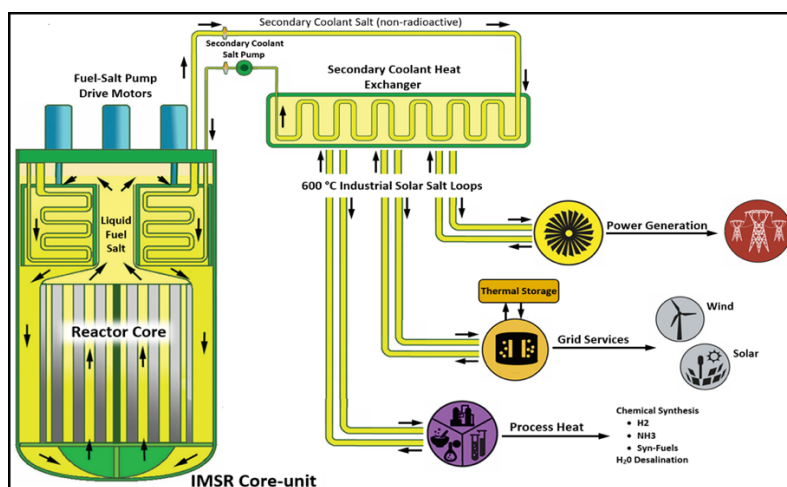 Secondary Coolant Salt (non-radioactive)
Secondary Coolant
Salt Pump
Fuel-Salt Pump
Drive Motors
Secondary Coolant Heat
Exchanger
600 °C Industrial Solar Salt Loops
Liquid
Fuel
Salt
Power Generation
Thermal Storage
Wind
Grid Services
Solar
Reactor Core
Process Heat
Chemical Synthesis
• H2
• NH3
• Syn-Fuels
H20 Desalination
IMSR Core-unit